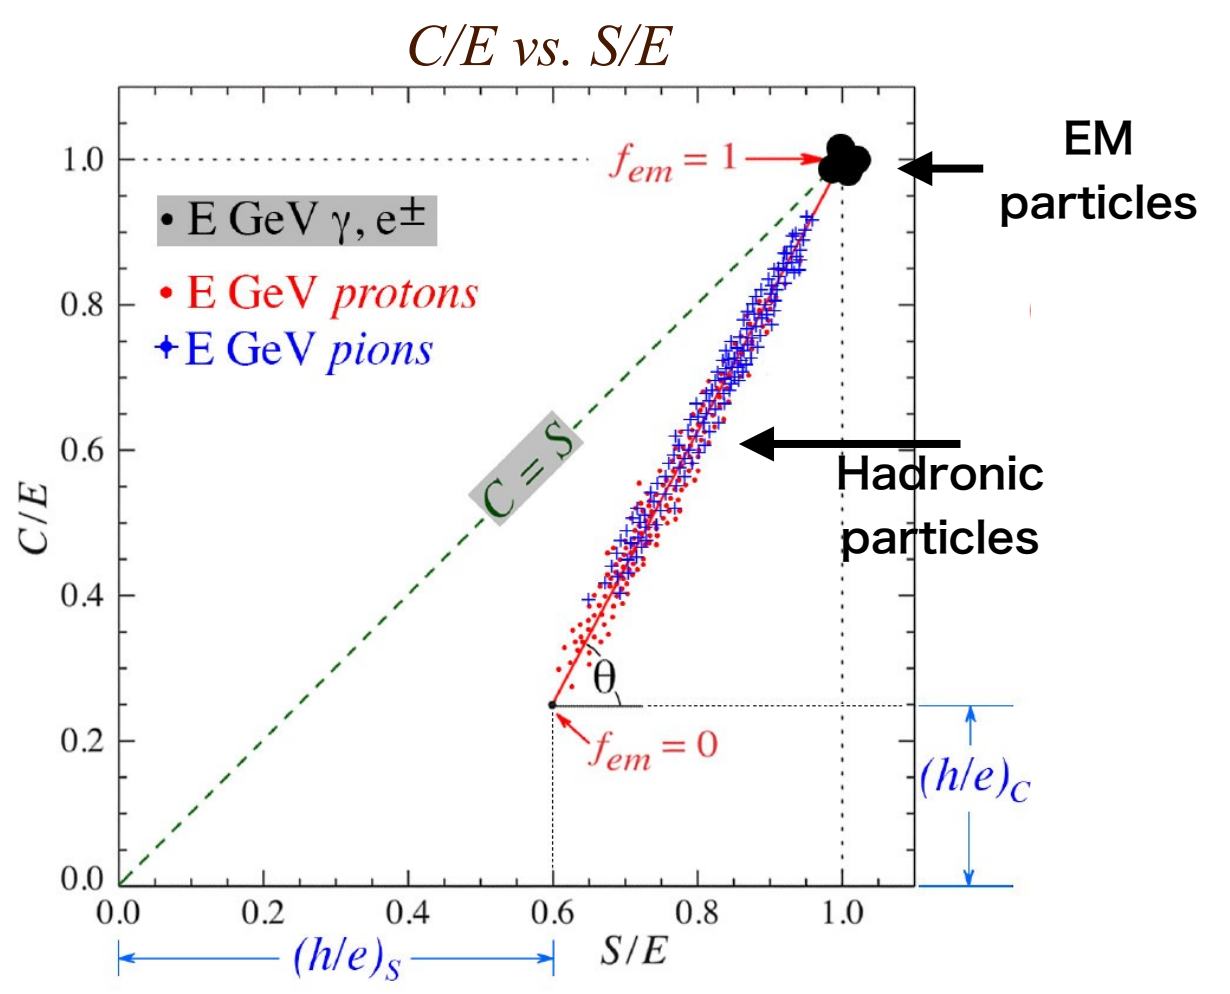 C/E vs. S/E
1.0
f_em = 1
EM
particles
• E GeV γ, e±
• E GeV protons
+ E GeV pions
0.8
C = S
0.6
Hadronic
particles
C/E
0.4
θ
0.2
f_em = 0
(h/e)_C
0.0
0.0 0.2 0.4 0.6 0.8 1.0
(h/e)_S
S/E